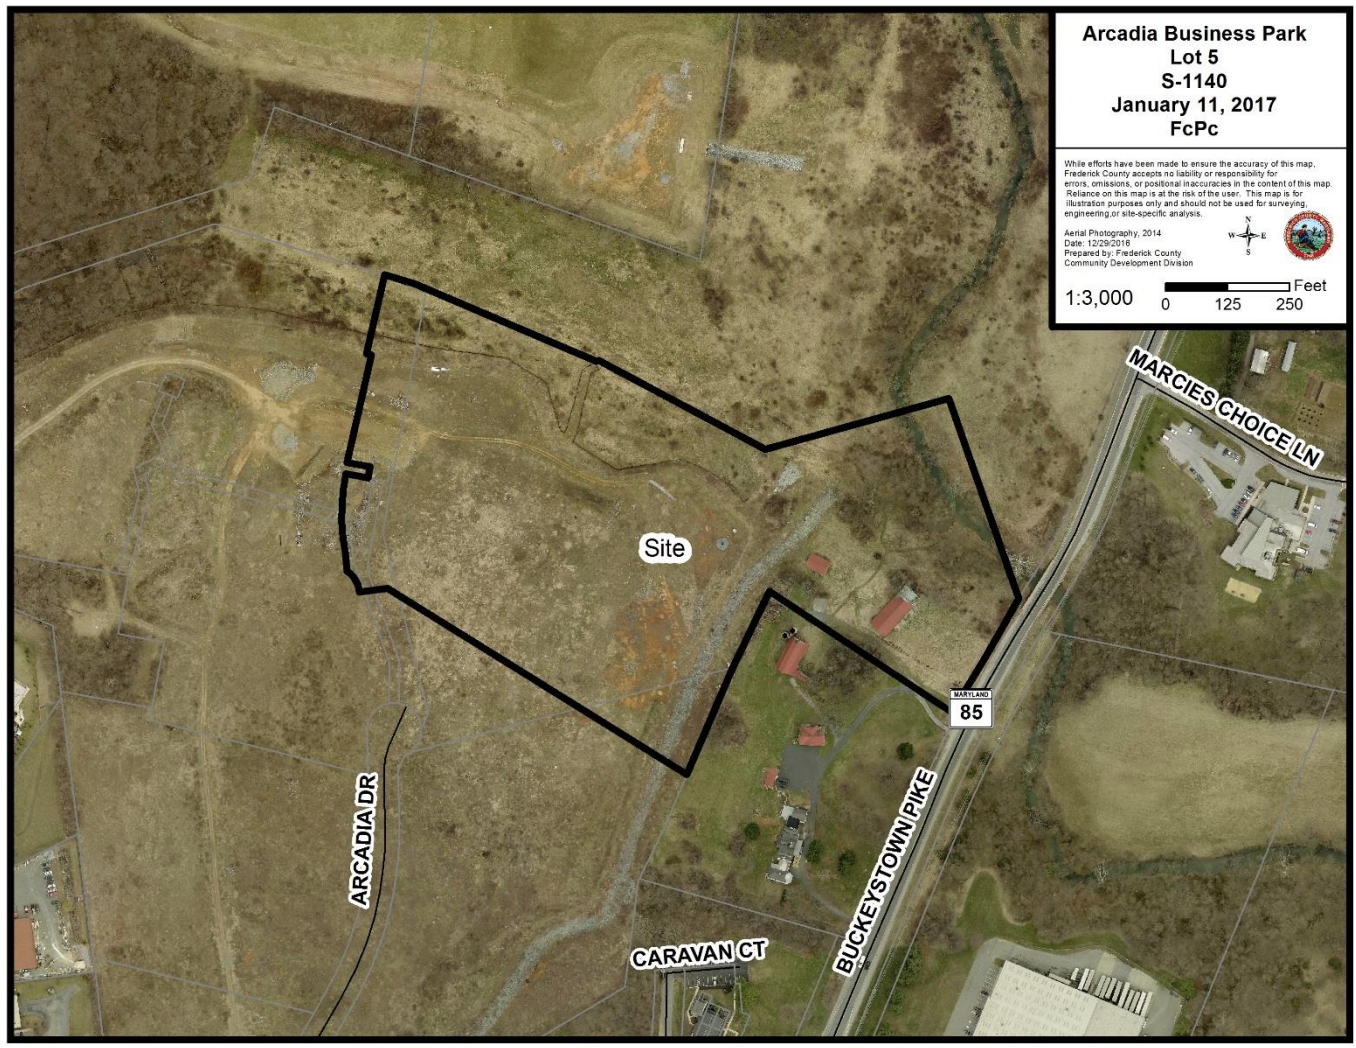 Arcadia Business Park
Lot 5
S-1140
January 11, 2017
FcPc
While efforts have been made to ensure the accuracy of this map,
Frederick County accepts no liability or responsibility for
errors, omissions, or positional inaccuracies in the content of this map.
Reliance on this map is at the risk of the user. This map is for
illustration purposes only and should not be used for surveying,
engineering,or site-specific analysis.
Aerial Photography, 2014
Date: 12/29/2016
Prepared by: Frederick County
Community Development Division
N
W E
S
1:3,000
Feet
0 125 250
MARCIES CHOICE LN
Site
MARYLAND
85
ARCADIA DR
BUCKEYSTOWN PIKE
CARAVAN CT